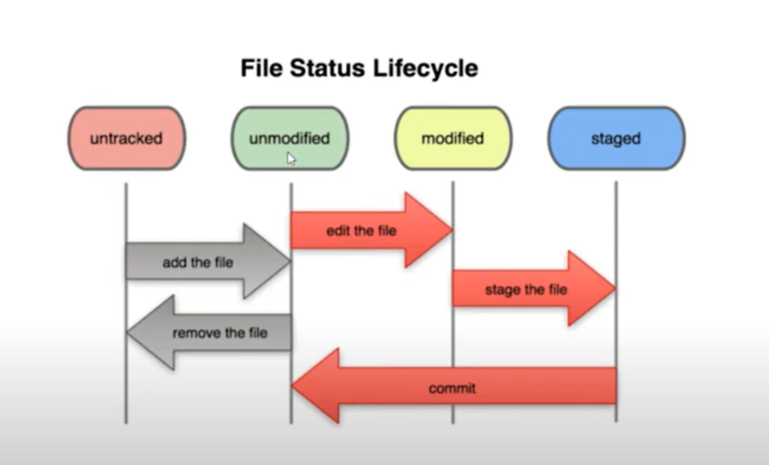 File Status Lifecycle
untracked
unmodified
modified
staged
edit the file
add the file
stage the file
remove the file
commit